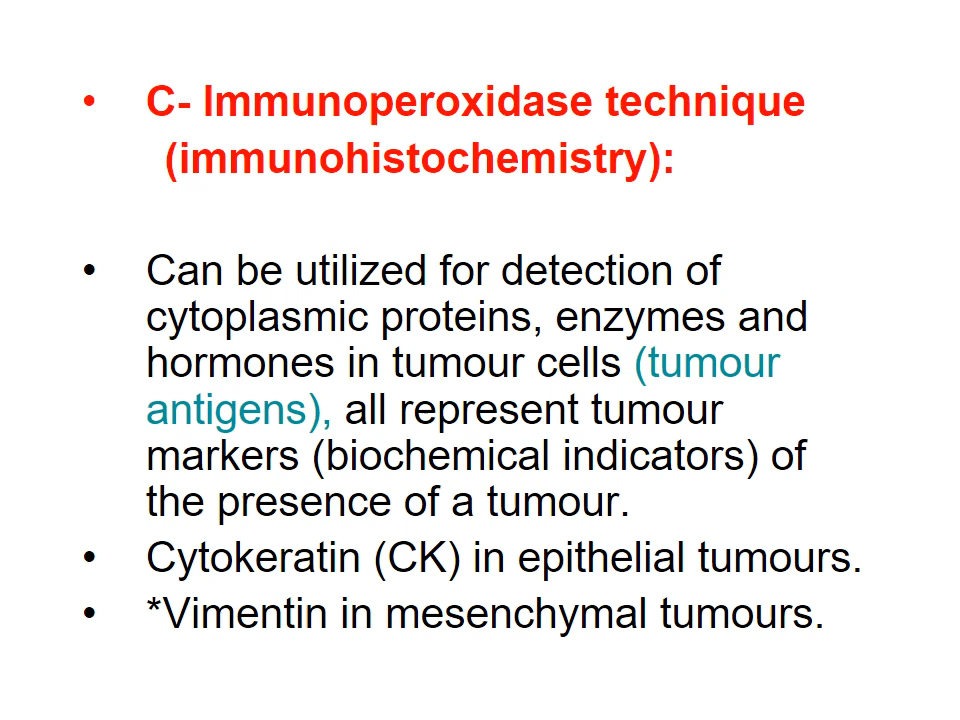 • C- Immunoperoxidase technique
(immunohistochemistry):
• Can be utilized for detection of
cytoplasmic proteins, enzymes and
hormones in tumour cells (tumour
antigens), all represent tumour
markers (biochemical indicators) of
the presence of a tumour.
• Cytokeratin (CK) in epithelial tumours.
• *Vimentin in mesenchymal tumours.